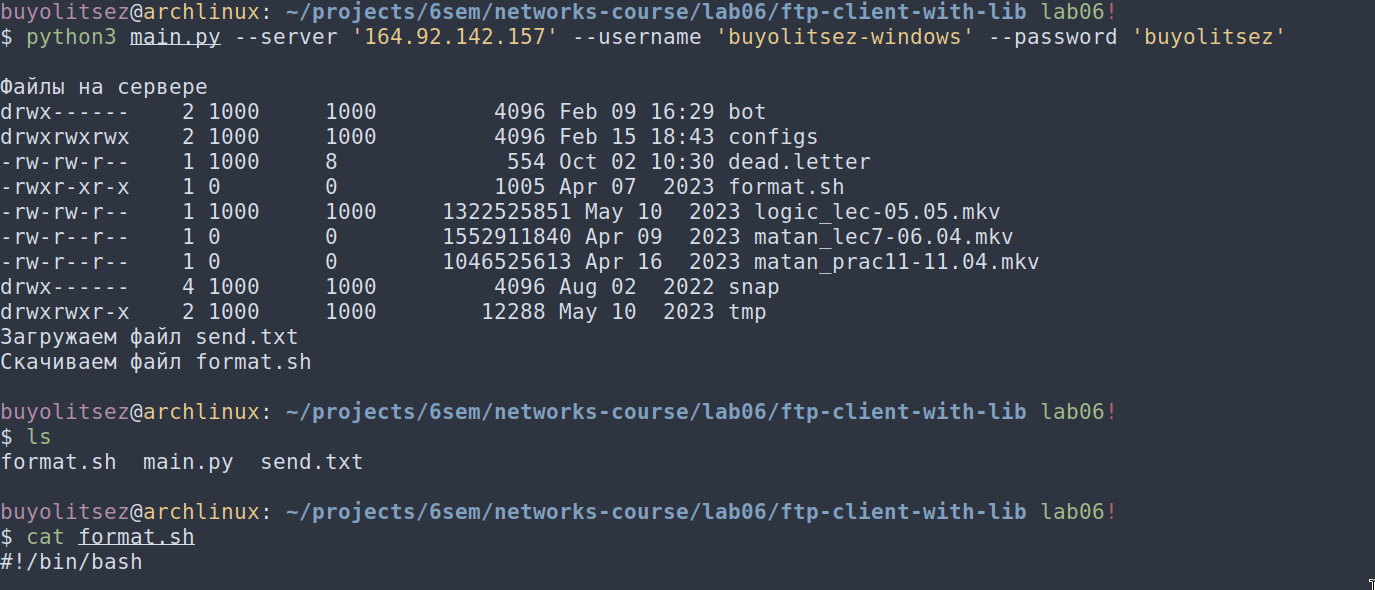 buyolitsez@archlinux: ~/projects/6sem/networks-course/lab06/ftp-client-with-lib lab06!
$ python3 main.py --server '164.92.142.157' --username 'buyolitsez-windows' --password 'buyolitsez'
Файлы на сервере
drwx------    2 1000     1000         4096 Feb 09 16:29 bot
drwxrwxrwx    2 1000     1000         4096 Feb 15 18:43 configs
-rw-rw-r--    1 1000     8             554 Oct 02 10:30 dead.letter
-rwxr-xr-x    1 0        0            1005 Apr 07  2023 format.sh
-rw-rw-r--    1 1000     1000     1322525851 May 10  2023 logic_lec-05.05.mkv
-rw-r--r--    1 0        0        1552911840 Apr 09  2023 matan_lec7-06.04.mkv
-rw-r--r--    1 0        0        1046525613 Apr 16  2023 matan_prac11-11.04.mkv
drwx------    4 1000     1000         4096 Aug 02  2022 snap
drwxrwxr-x    2 1000     1000        12288 May 10  2023 tmp
Загружаем файл send.txt
Скачиваем файл format.sh
buyolitsez@archlinux: ~/projects/6sem/networks-course/lab06/ftp-client-with-lib lab06!
$ ls
format.sh  main.py  send.txt
buyolitsez@archlinux: ~/projects/6sem/networks-course/lab06/ftp-client-with-lib lab06!
$ cat format.sh
#!/bin/bash